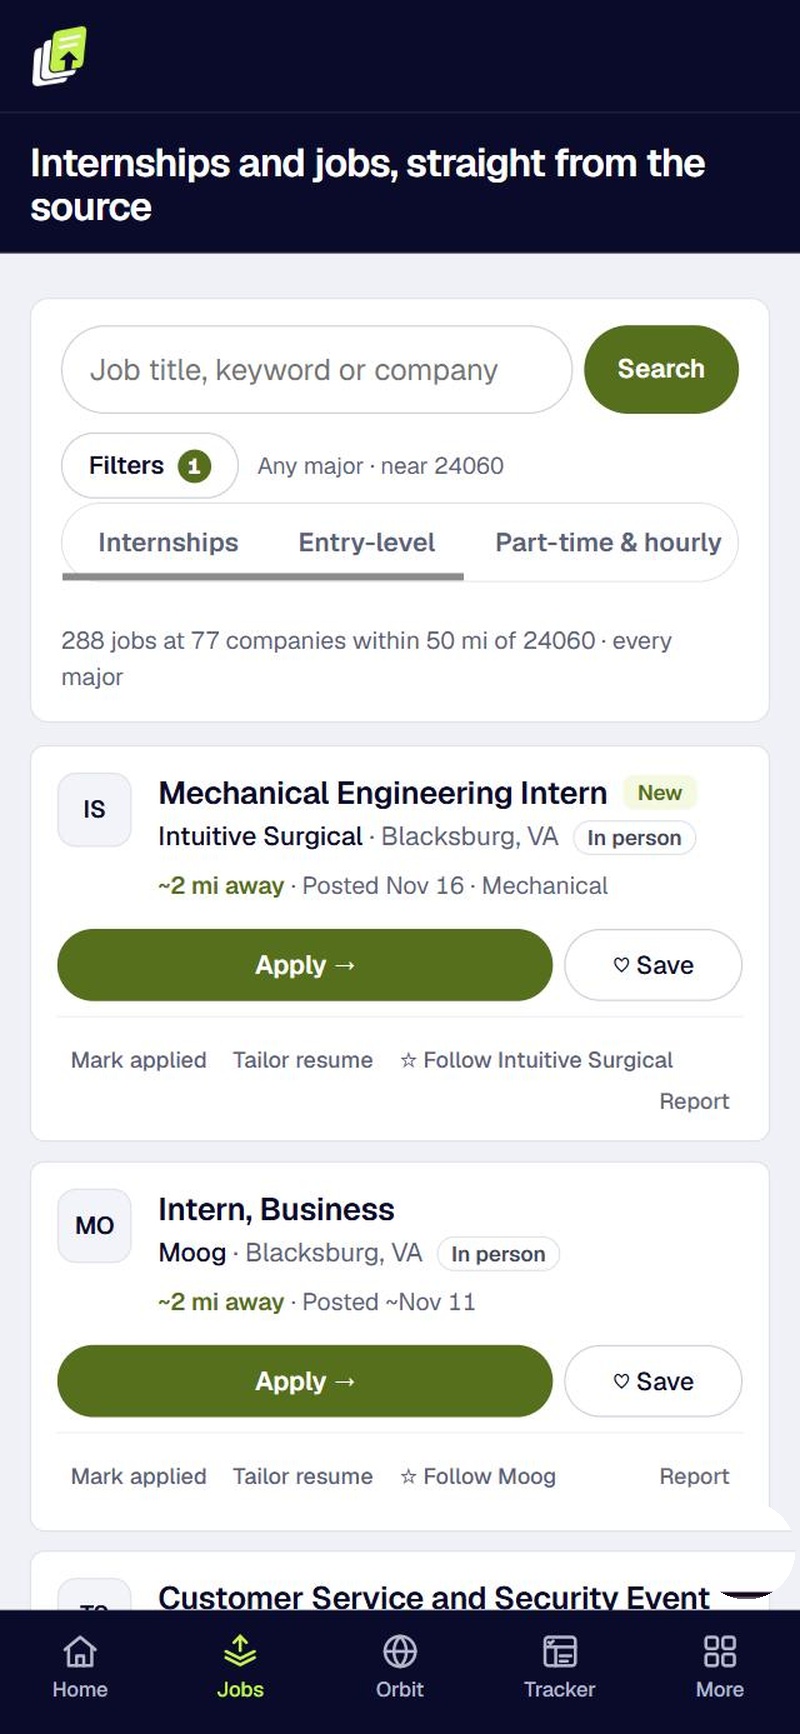 Internships and jobs, straight from the
source
Job title, keyword or company
Search
Filters 1 Any major · near 24060
Internships Entry-level Part-time & hourly
288 jobs at 77 companies within 50 mi of 24060 · every
major
IS
Mechanical Engineering Intern New
Intuitive Surgical · Blacksburg, VA In person
~2 mi away · Posted Nov 16 · Mechanical
Apply → ♡ Save
Mark applied Tailor resume ☆ Follow Intuitive Surgical
Report
MO
Intern, Business
Moog · Blacksburg, VA In person
~2 mi away · Posted ~Nov 11
Apply → ♡ Save
Mark applied Tailor resume ☆ Follow Moog Report
Customer Service and Security Event
Home Jobs Orbit Tracker More